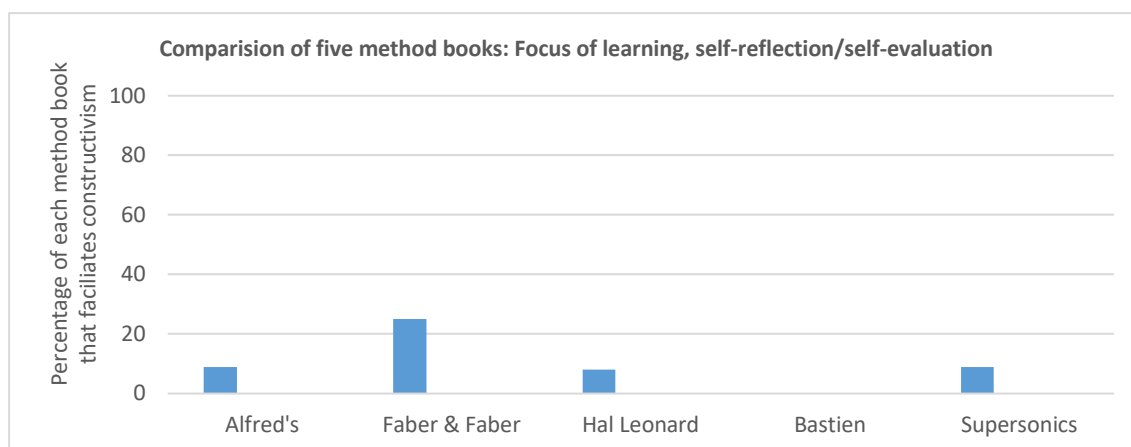 Comparision of five method books: Focus of learning, self-reflection/self-evaluation
Percentage of each method book
that faciliates constructivism
100
80
60
40
20
0
Alfred's
Faber & Faber
Hal Leonard
Bastien
Supersonics